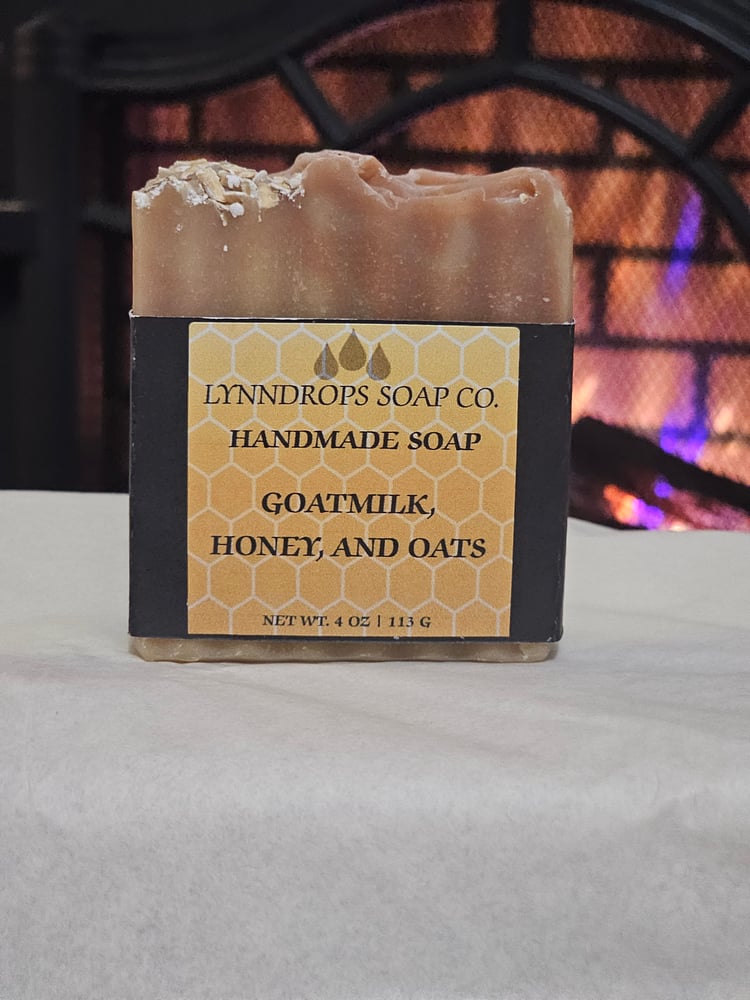 LYNNDROPS SOAP CO.
HANDMADE SOAP
GOATMILK,
HONEY, AND OATS
NET WT. 4 OZ | 113 G